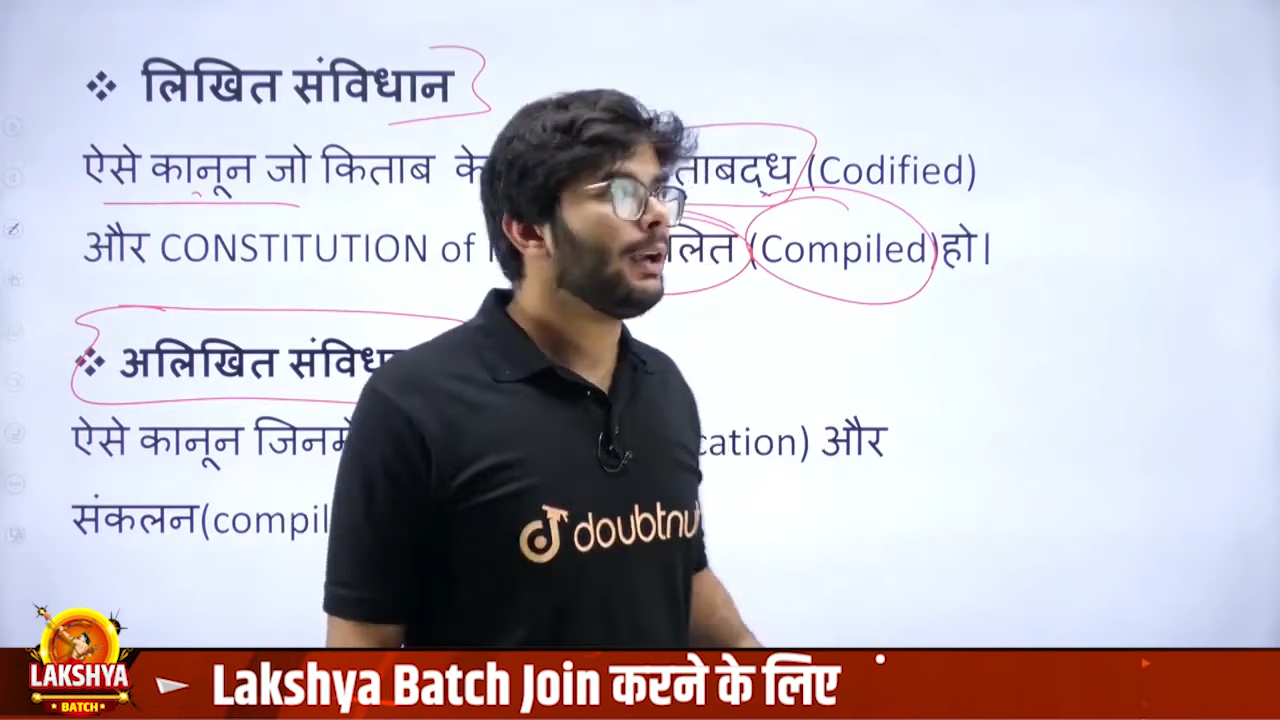 ❖ लिखित संविधान
ऐसे कानून जो किताब के ताबद्ध (Codified)
और CONSTITUTION of लित (Compiled)हो।
❖ अलिखित संविधा
ऐसे कानून जिनमें cation) और
संकलन(compil
doubtnu
LAKSHYA
BATCH
Lakshya Batch Join करने के लिए